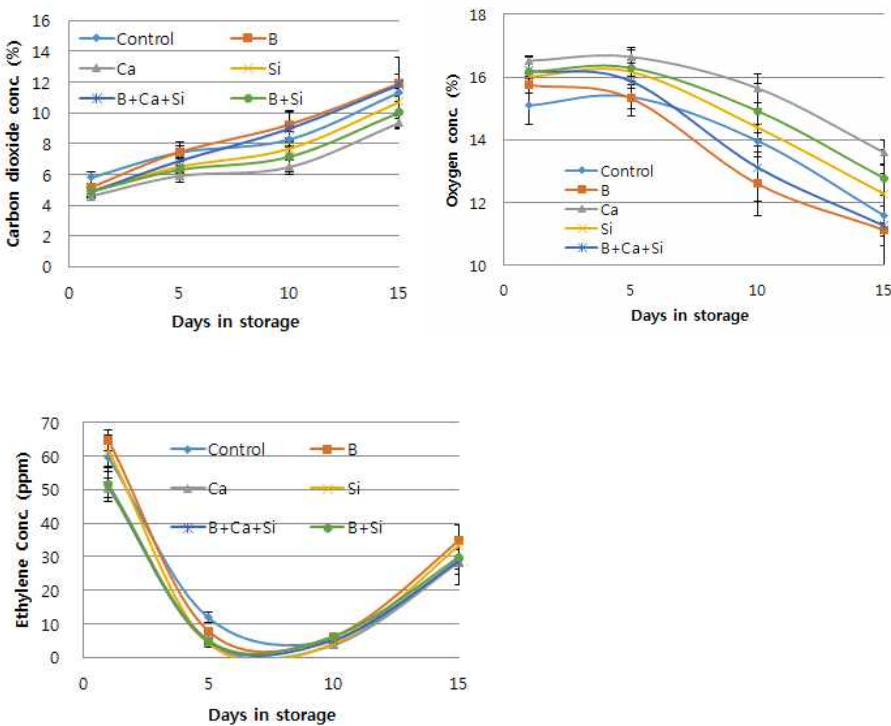 16
14
12
10
8
6
4
2
0
Carbon dioxide conc. (%)
Control
B
Ca
Si
B+Ca+Si
B+Si
0 5 10 15
Days in storage
18
16
14
12
10
Oxygen conc. (%)
Control
B
Ca
Si
B+Ca+Si
0 5 10 15
Days in storage
70
60
50
40
30
20
10
0
Ethylene Conc. (ppm)
Control
B
Ca
Si
B+Ca+Si
B+Si
0 5 10 15
Days in storage